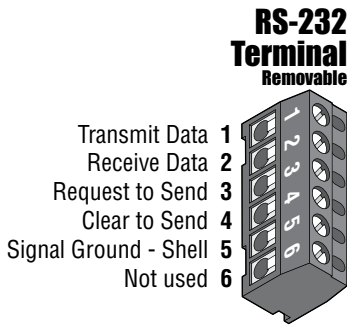 RS-232
Terminal
Removable
Transmit Data 1
Receive Data 2
Request to Send 3
Clear to Send 4
Signal Ground - Shell 5
Not used 6
1
2
3
4
5
6